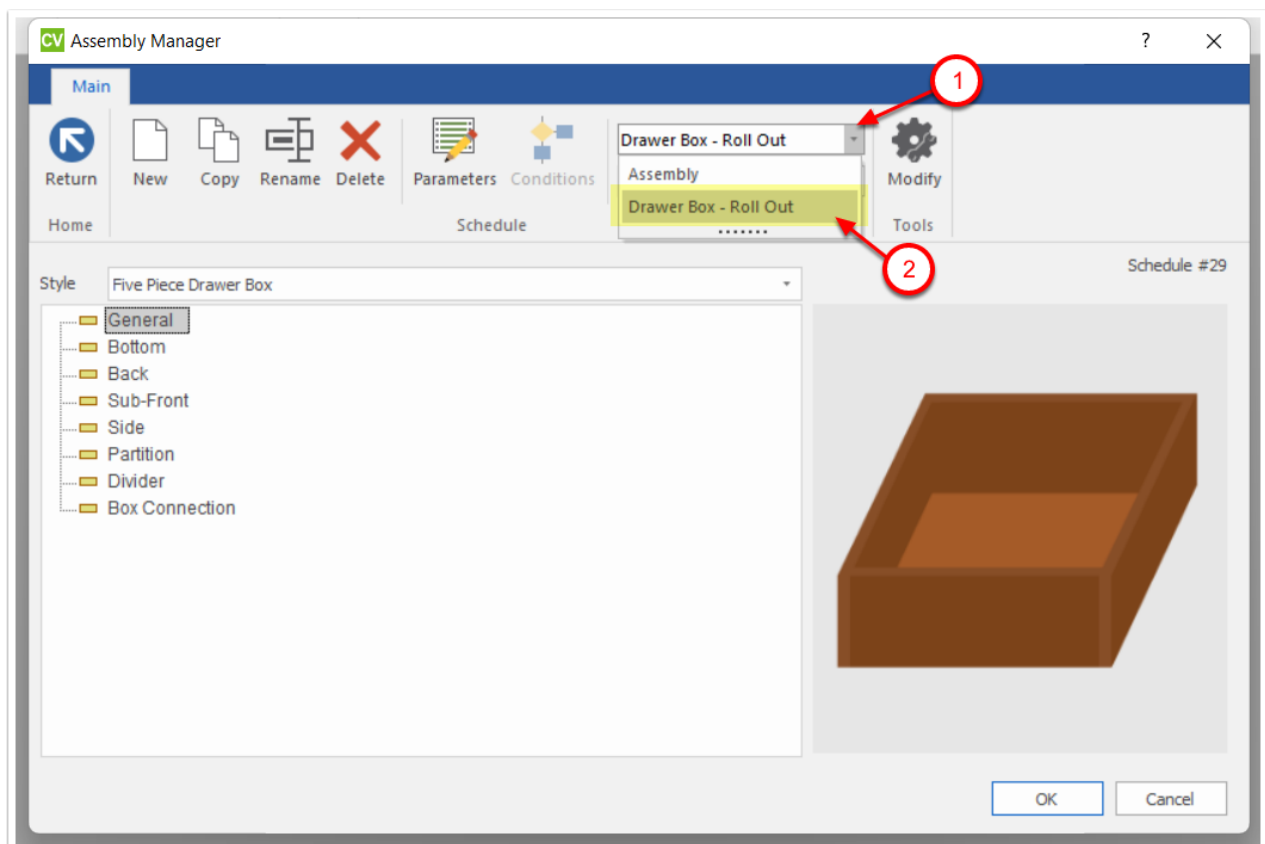 CV Assembly Manager ?
Main
1
Drawer Box - Roll Out
Return New Copy Rename Delete Parameters Conditions Assembly Modify
Drawer Box - Roll Out
Home Schedule Tools
2
Schedule #29
Style Five Piece Drawer Box
General
Bottom
Back
Sub-Front
Side
Partition
Divider
Box Connection
OK Cancel